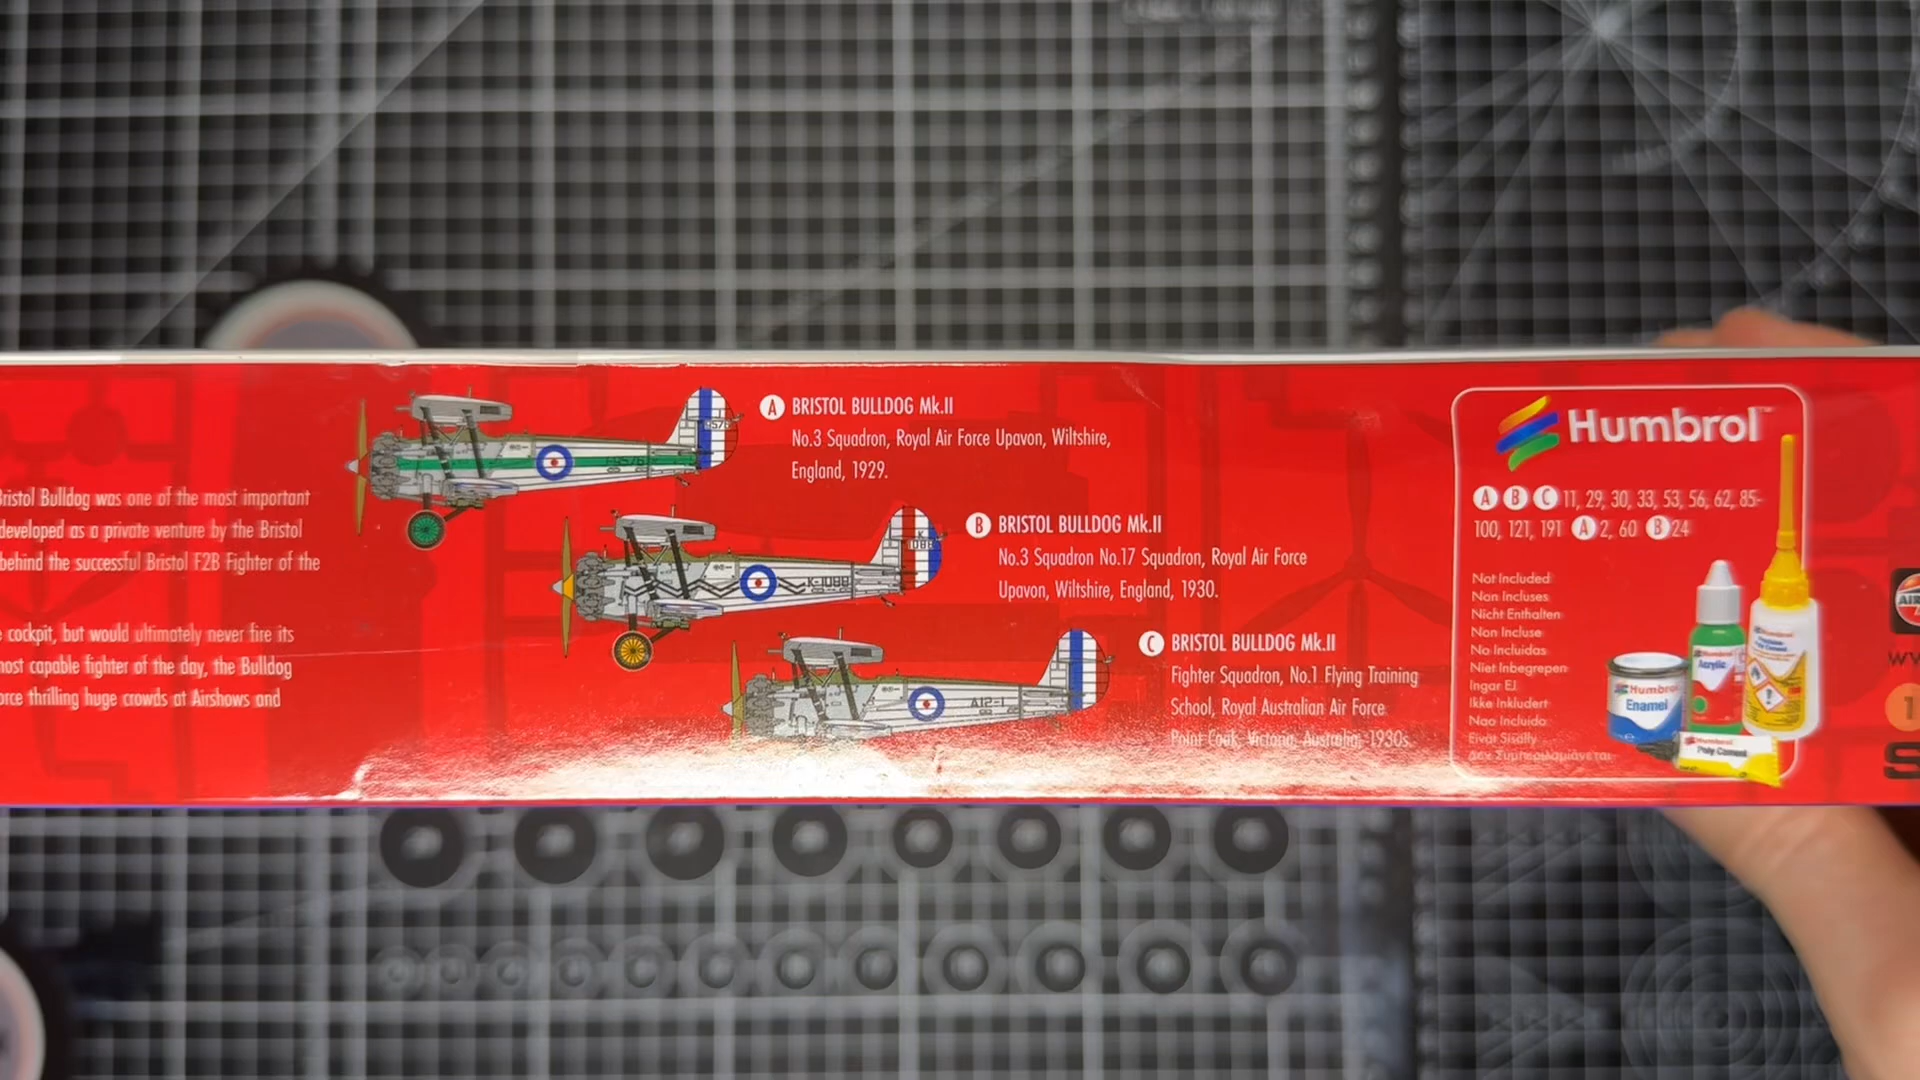 Bristol Bulldog was one of the most important
developed as a private venture by the Bristol
behind the successful Bristol F2B Fighter of the
cockpit, but would ultimately never fire its
most capable fighter of the day, the Bulldog
thrilling huge crowds at Airshows and
A BRISTOL BULLDOG Mk.II
No.3 Squadron, Royal Air Force Upavon, Wiltshire,
England, 1929.
B BRISTOL BULLDOG Mk.II
No.3 Squadron No.17 Squadron, Royal Air Force
Upavon, Wiltshire, England, 1930.
K-1088
C BRISTOL BULLDOG Mk.II
Fighter Squadron, No.1 Flying Training
School, Royal Australian Air Force
Point Cook, Victoria, Australia, 1930s.
A12-1
Humbrol™
A B C 11, 29, 30, 33, 53, 56, 62, 85-
100, 121, 191 A 2, 60 B 24
Not Included
Non Incluses
Nicht Enthalten
Non Incluse
No Incluidas
Niet Inbegrepen
Ingar EJ
Ikke Inkludert
Nao Incluido
Eivat Sisally
Humbrol
Enamel
Acrylic
Humbrol
Poly Cement